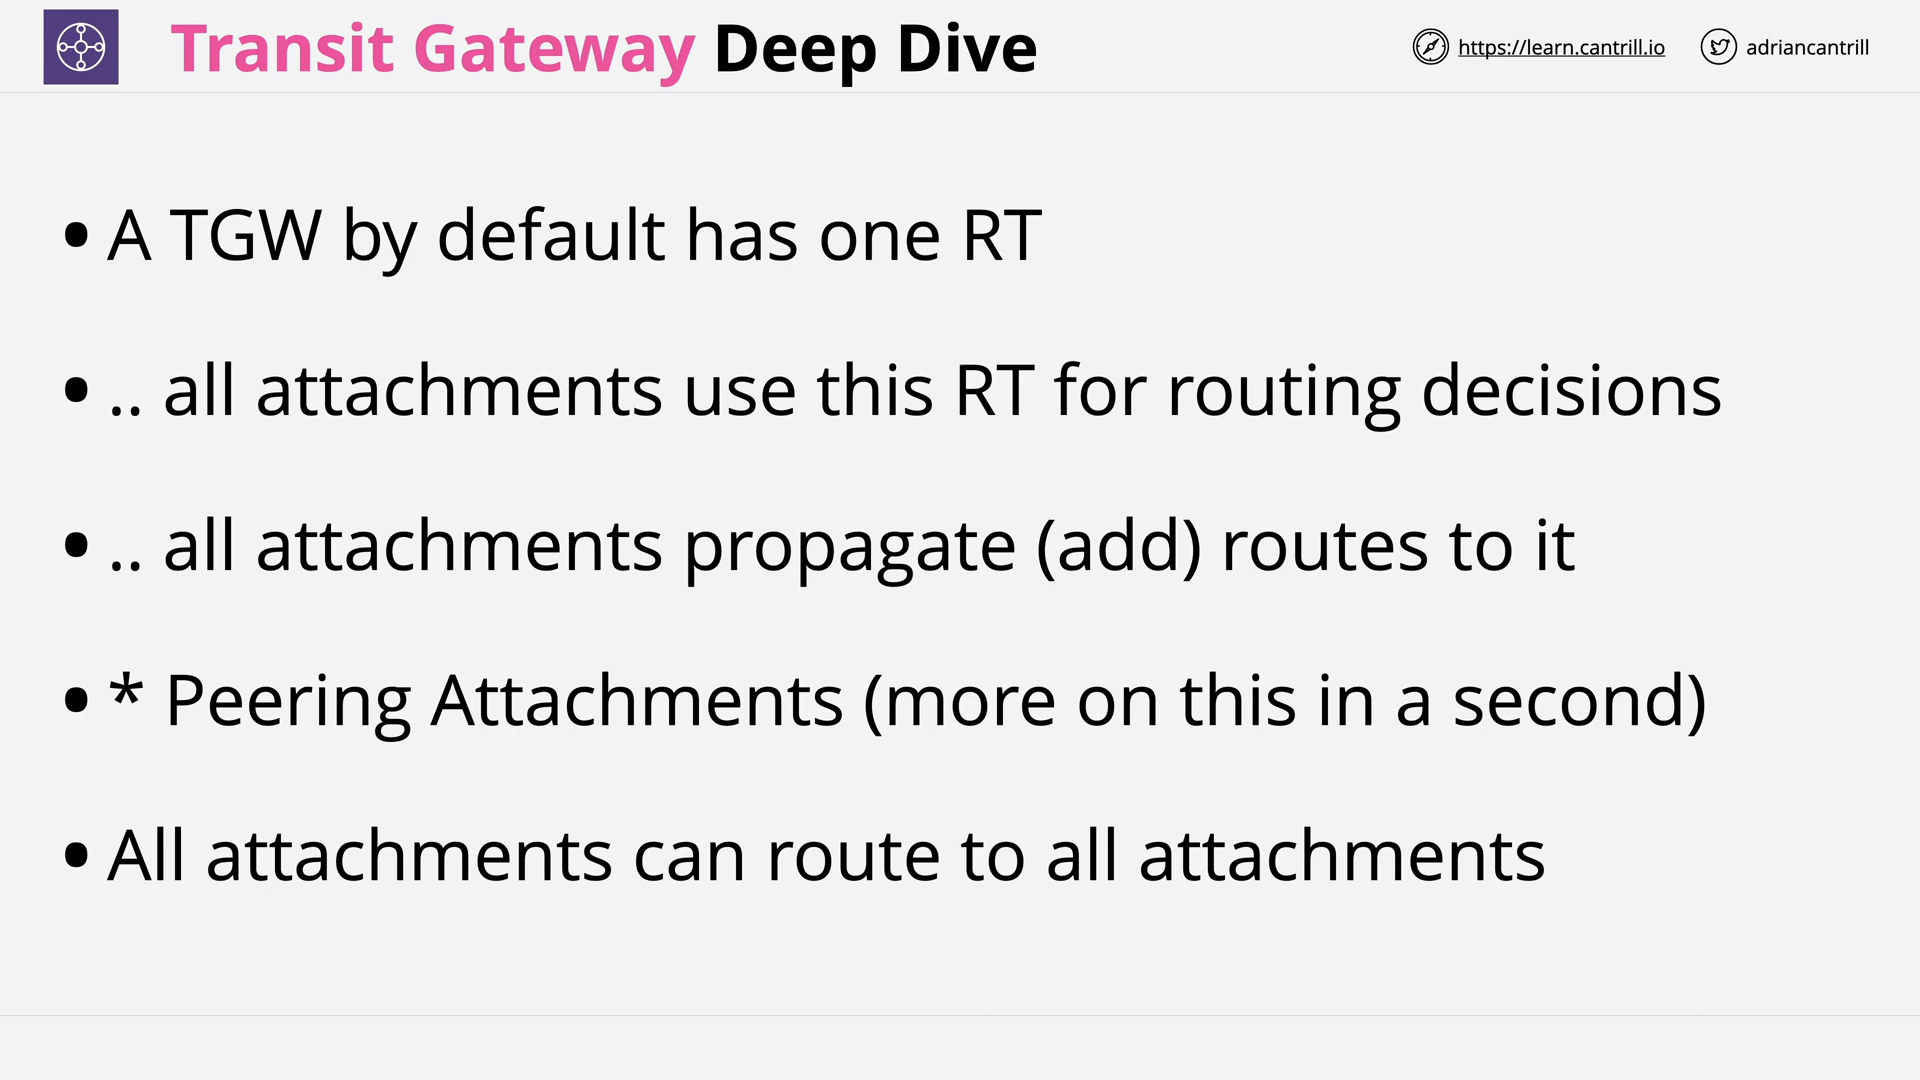 Transit Gateway Deep Dive
https://learn.cantrill.io
adriancantrill
• A TGW by default has one RT
• .. all attachments use this RT for routing decisions
• .. all attachments propagate (add) routes to it
• * Peering Attachments (more on this in a second)
• All attachments can route to all attachments